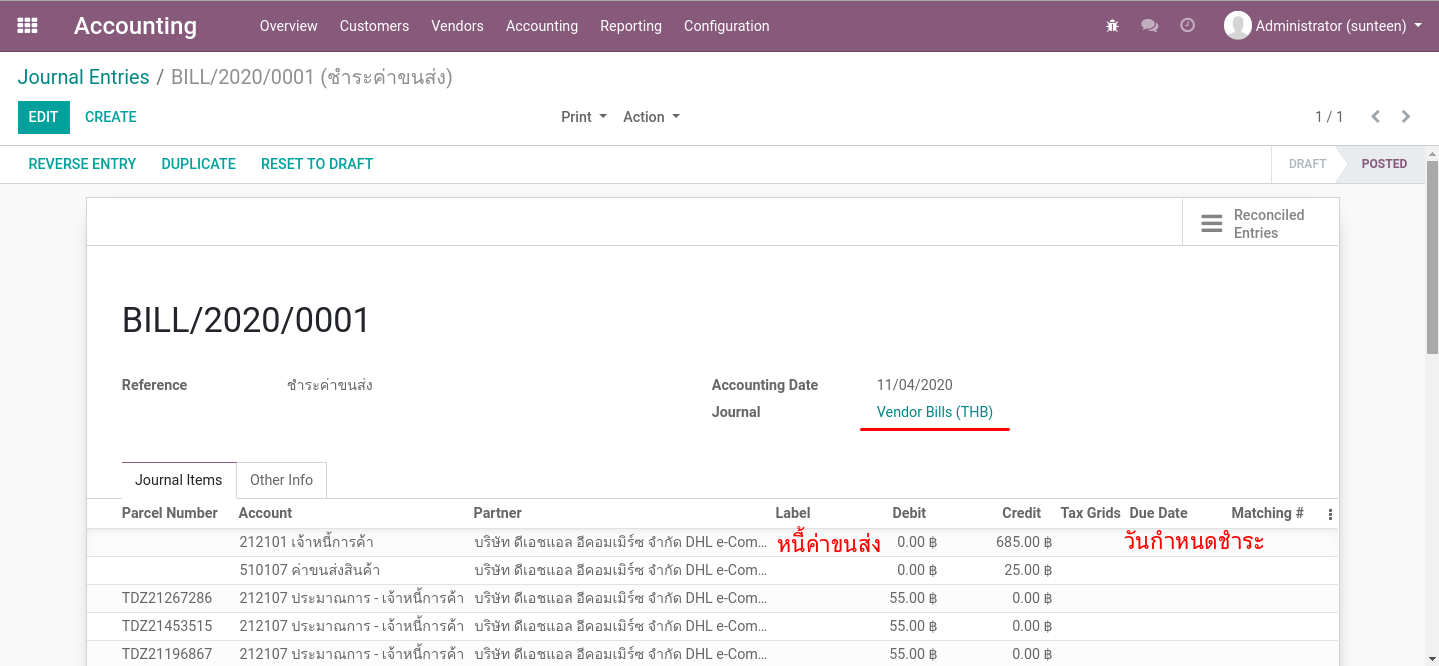 Accounting Overview Customers Vendors Accounting Reporting Configuration Administrator (sunteen)
Journal Entries / BILL/2020/0001 (ชำระค่าขนส่ง)
EDIT CREATE Print Action 1 / 1
REVERSE ENTRY DUPLICATE RESET TO DRAFT DRAFT POSTED
Reconciled
Entries
BILL/2020/0001
Reference ชำระค่าขนส่ง Accounting Date 11/04/2020
Journal Vendor Bills (THB)
Journal Items Other Info
Parcel Number Account Partner Label Debit Credit Tax Grids Due Date Matching #
212101 เจ้าหนี้การค้า บริษัท ดีเอชแอล อีคอมเมิร์ซ จำกัด DHL e-Com... หนี้ค่าขนส่ง 0.00 ฿ 685.00 ฿ วันกำหนดชำระ
510107 ค่าขนส่งสินค้า บริษัท ดีเอชแอล อีคอมเมิร์ซ จำกัด DHL e-Com... 0.00 ฿ 25.00 ฿
TDZ21267286 212107 ประมาณการ - เจ้าหนี้การค้า บริษัท ดีเอชแอล อีคอมเมิร์ซ จำกัด DHL e-Com... 55.00 ฿ 0.00 ฿
TDZ21453515 212107 ประมาณการ - เจ้าหนี้การค้า บริษัท ดีเอชแอล อีคอมเมิร์ซ จำกัด DHL e-Com... 55.00 ฿ 0.00 ฿
TDZ21196867 212107 ประมาณการ - เจ้าหนี้การค้า บริษัท ดีเอชแอล อีคอมเมิร์ซ จำกัด DHL e-Com... 55.00 ฿ 0.00 ฿